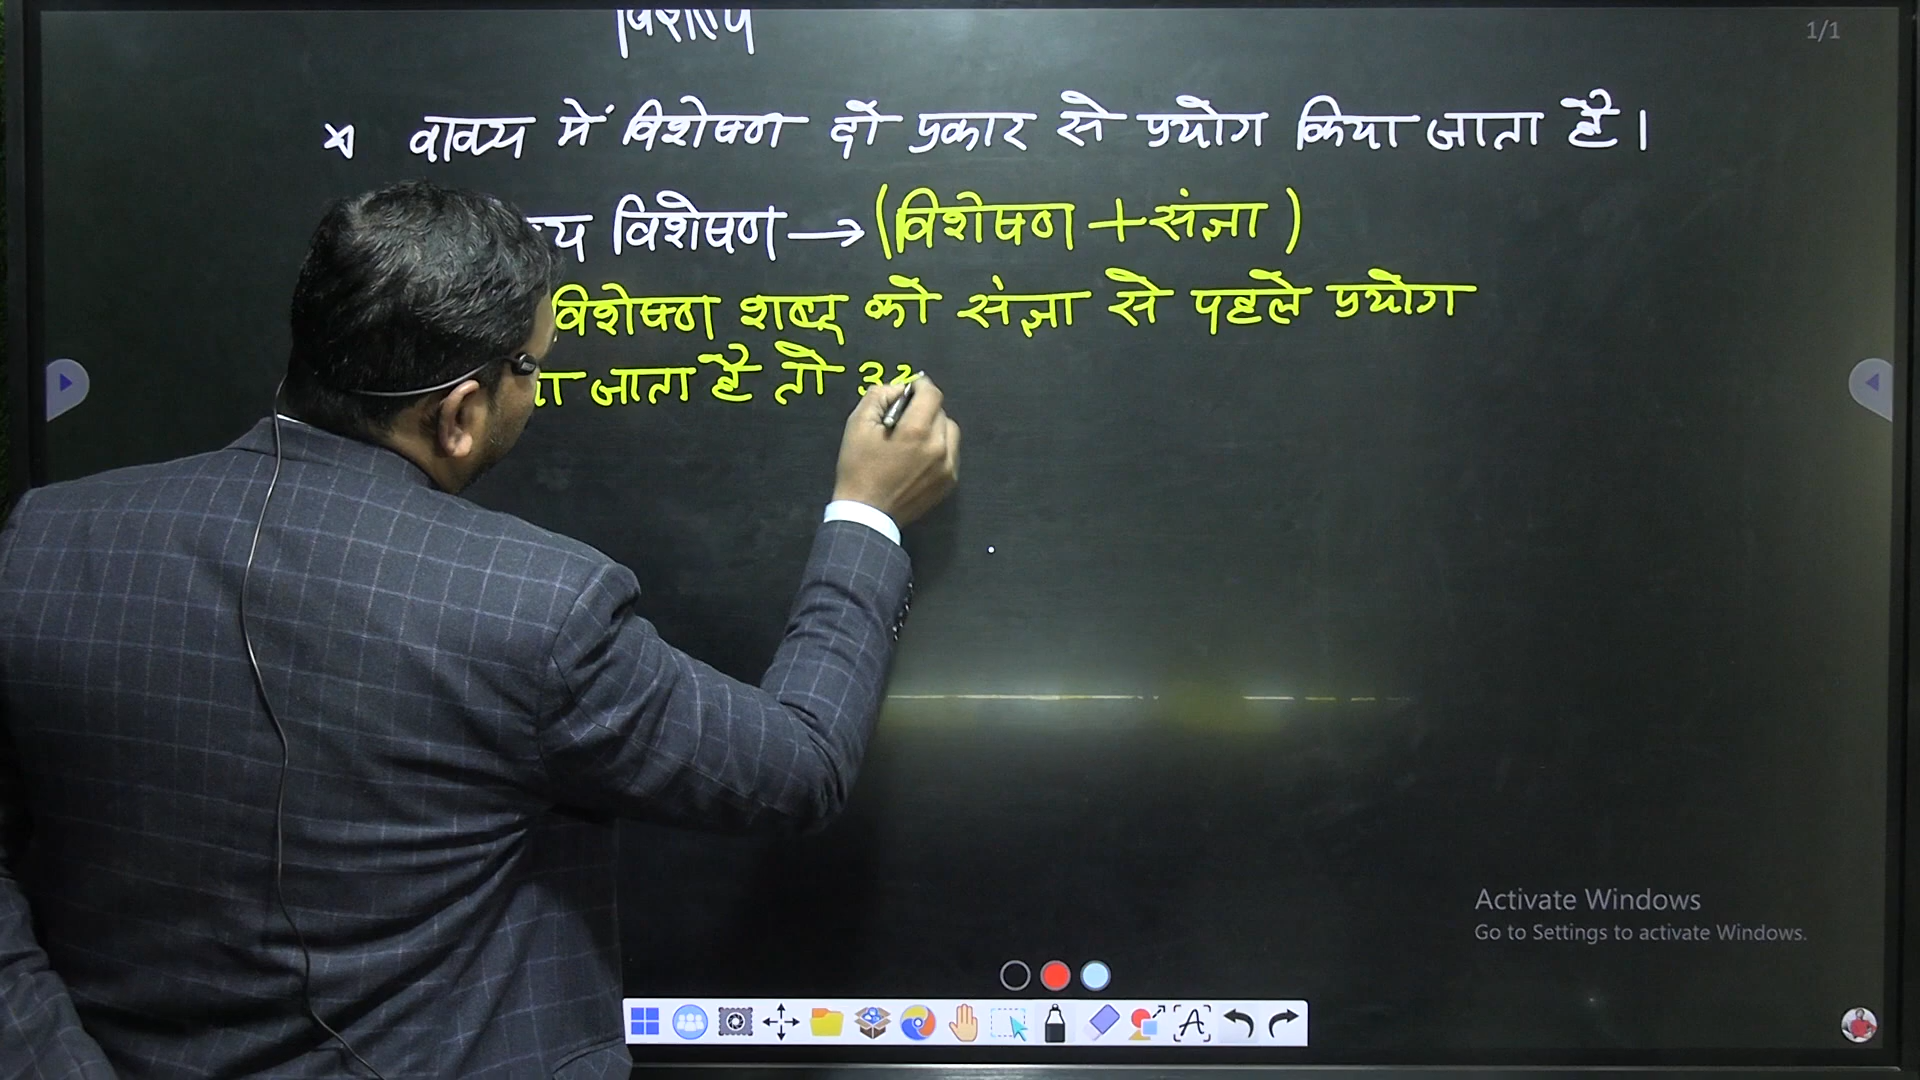 1/1
* वाक्य में विशेषण दो प्रकार से प्रयोग किया जाता है।
विशेषण → (विशेषण + संज्ञा)
विशेषण शब्द को संज्ञा से पहले प्रयोग
जाता है तो
Activate Windows
Go to Settings to activate Windows.